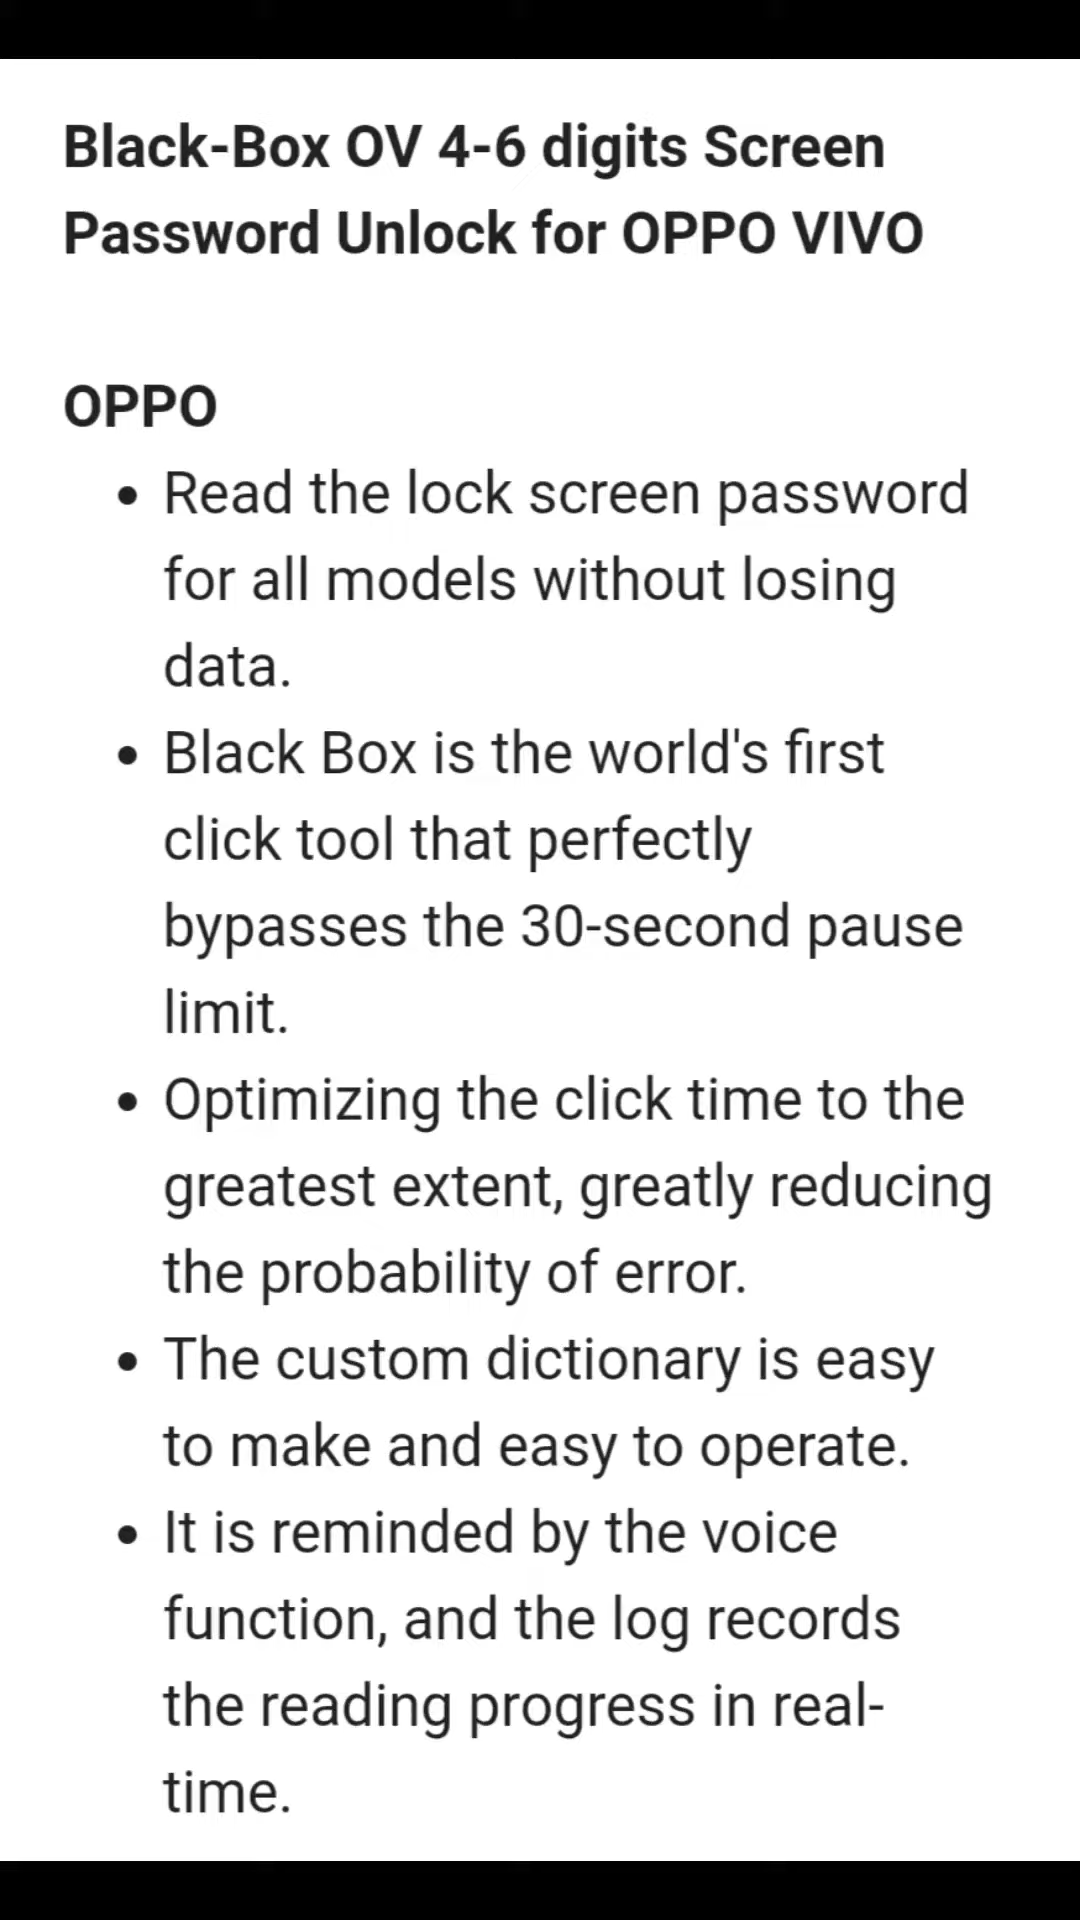 Black-Box OV 4-6 digits Screen
Password Unlock for OPPO VIVO
OPPO
• Read the lock screen password
for all models without losing
data.
• Black Box is the world's first
click tool that perfectly
bypasses the 30-second pause
limit.
• Optimizing the click time to the
greatest extent, greatly reducing
the probability of error.
• The custom dictionary is easy
to make and easy to operate.
• It is reminded by the voice
function, and the log records
the reading progress in real-
time.